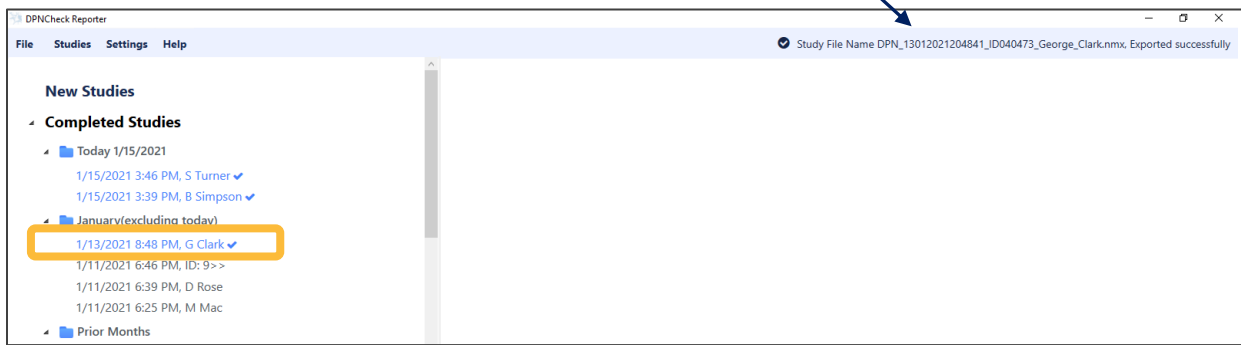 DPNCheck Reporter
File Studies Settings Help
Study File Name DPN_13012021204841_ID040473_George_Clark.nmx, Exported successfully
New Studies
Completed Studies
Today 1/15/2021
1/15/2021 3:46 PM, S Turner
1/15/2021 3:39 PM, B Simpson
January(excluding today)
1/13/2021 8:48 PM, G Clark
1/11/2021 6:46 PM, ID: 9>>
1/11/2021 6:39 PM, D Rose
1/11/2021 6:25 PM, M Mac
Prior Months